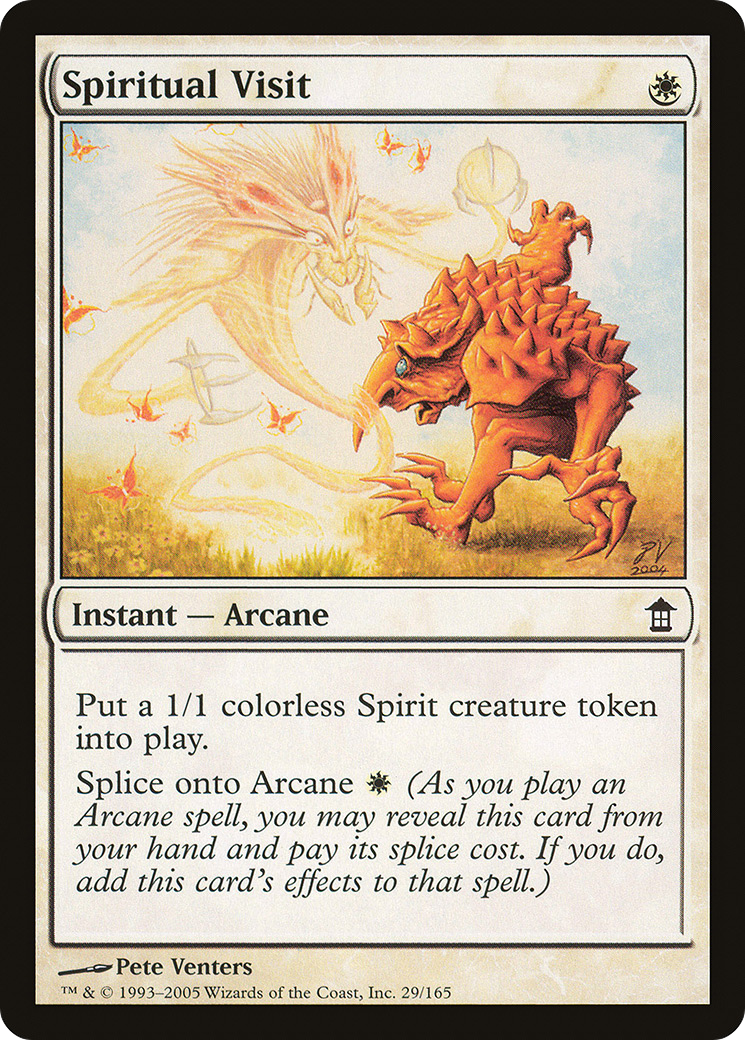 Spiritual Visit
PV
2004
Instant — Arcane
Put a 1/1 colorless Spirit creature token
into play.
Splice onto Arcane (As you play an
Arcane spell, you may reveal this card from
your hand and pay its splice cost. If you do,
add this card's effects to that spell.)
Pete Venters
™ & © 1993–2005 Wizards of the Coast, Inc. 29/165